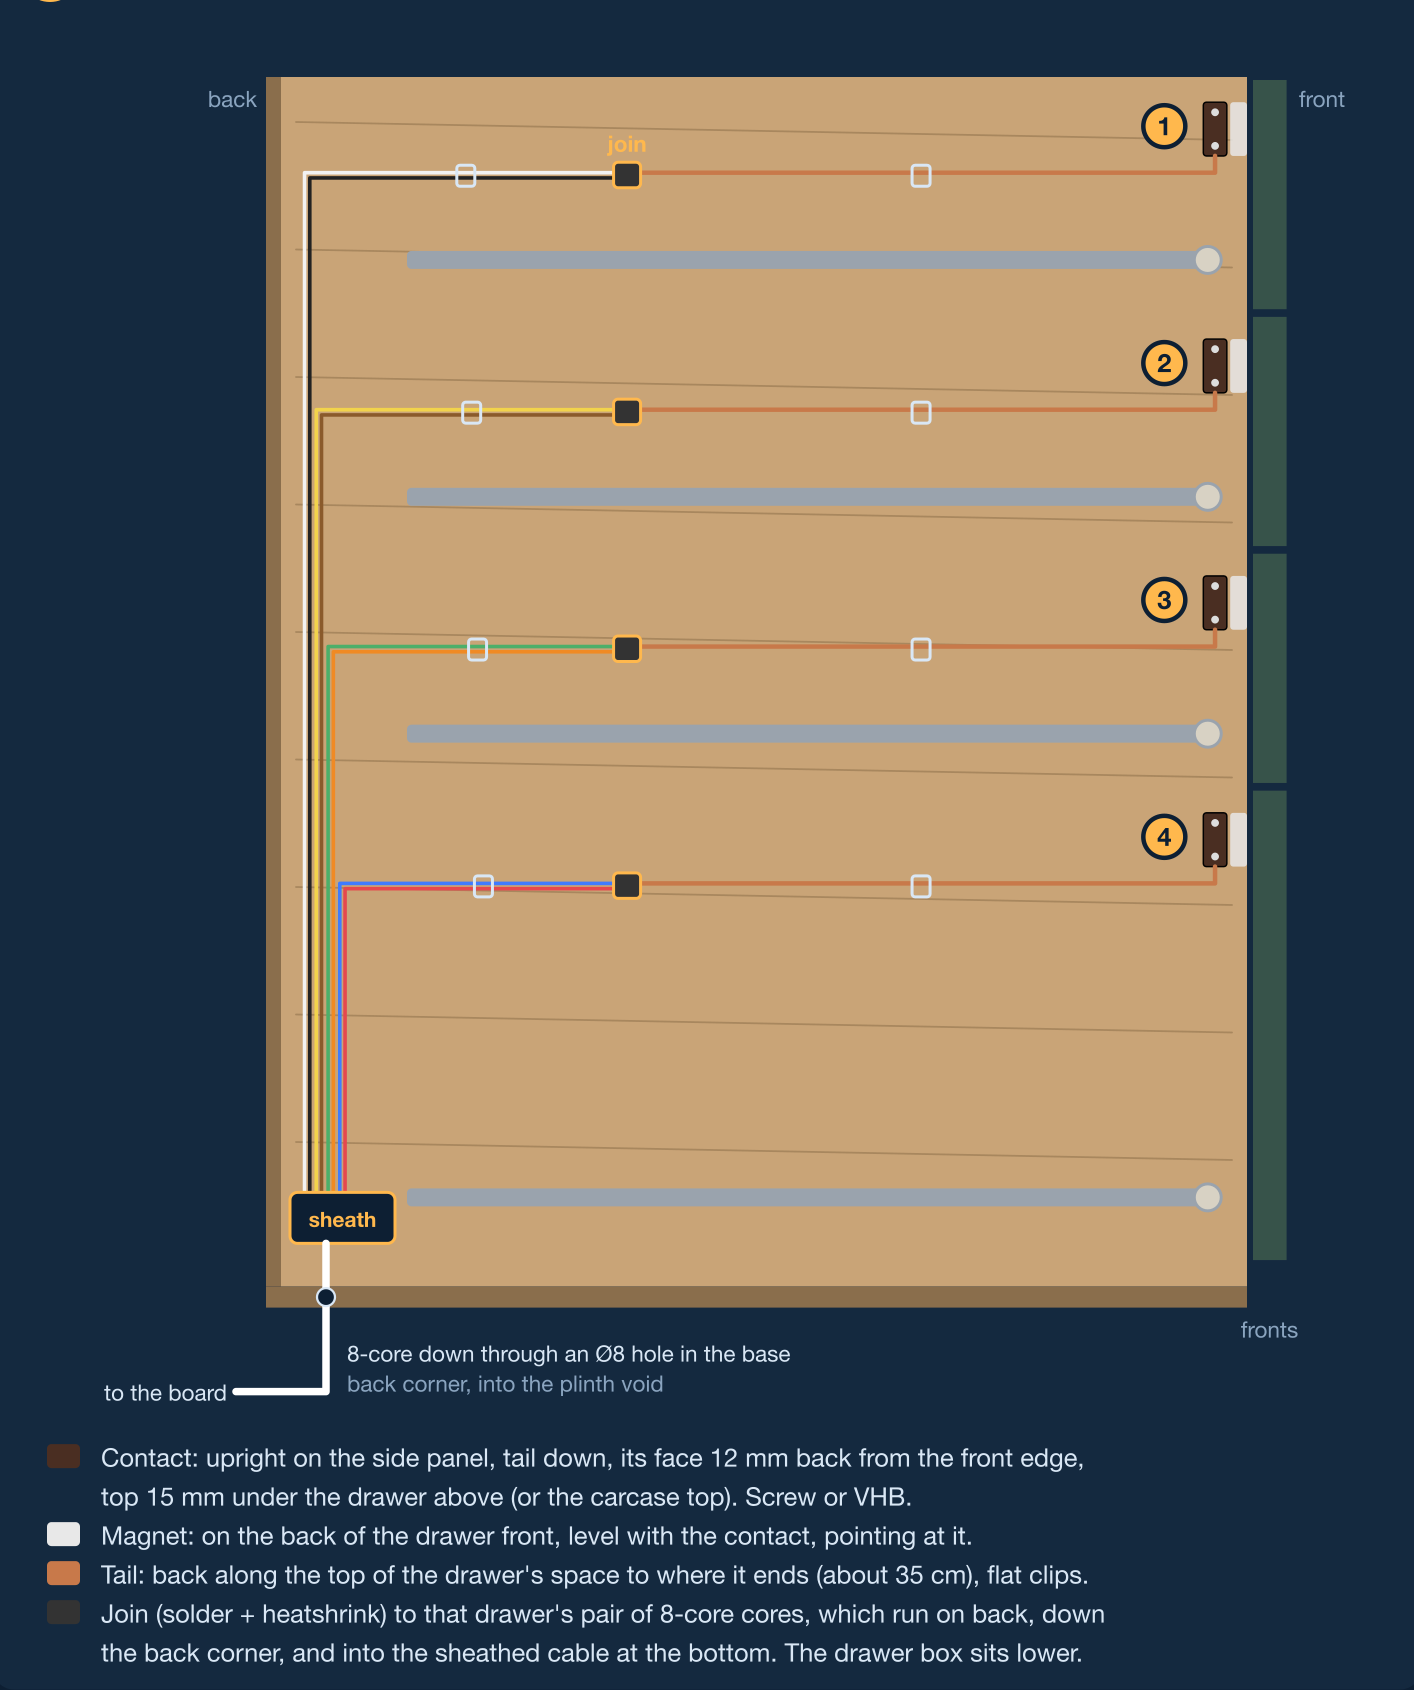 back
front
1
join
2
3
4
sheath
fronts
8-core down through an Ø8 hole in the base
back corner, into the plinth void
to the board
Contact: upright on the side panel, tail down, its face 12 mm back from the front edge,
top 15 mm under the drawer above (or the carcase top). Screw or VHB.
Magnet: on the back of the drawer front, level with the contact, pointing at it.
Tail: back along the top of the drawer's space to where it ends (about 35 cm), flat clips.
Join (solder + heatshrink) to that drawer's pair of 8-core cores, which run on back, down
the back corner, and into the sheathed cable at the bottom. The drawer box sits lower.